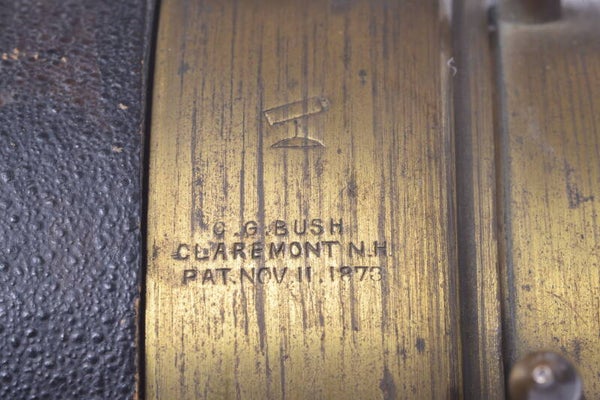 C. G. BUSH
CLAREMONT N.H.
PAT. NOV. 11. 1873